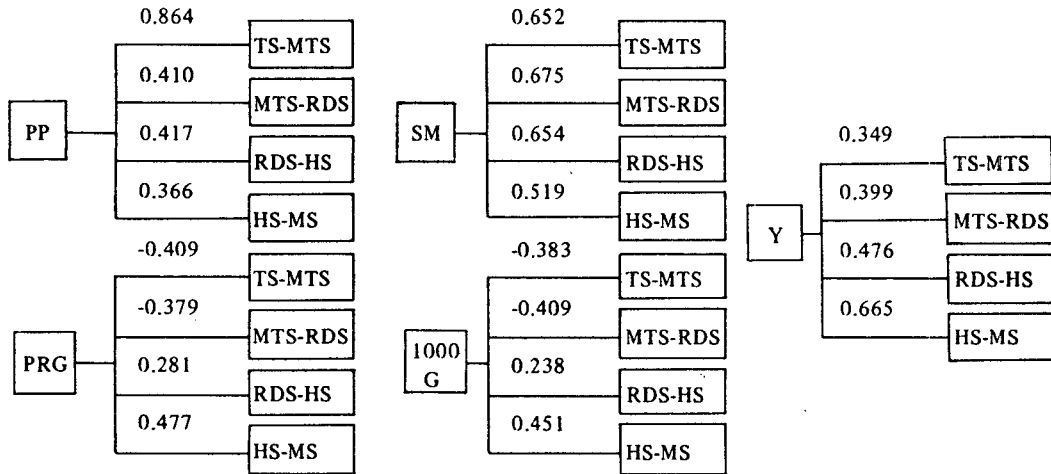 0.864
TS-MTS
0.410
MTS-RDS
PP
0.417
RDS-HS
0.366
HS-MS
0.652
TS-MTS
0.675
MTS-RDS
SM
0.654
RDS-HS
0.519
HS-MS
0.349
TS-MTS
0.399
MTS-RDS
Y
0.476
RDS-HS
0.665
HS-MS
-0.409
TS-MTS
-0.379
MTS-RDS
PRG
0.281
RDS-HS
0.477
HS-MS
-0.383
TS-MTS
-0.409
MTS-RDS
1000
G
0.238
RDS-HS
0.451
HS-MS